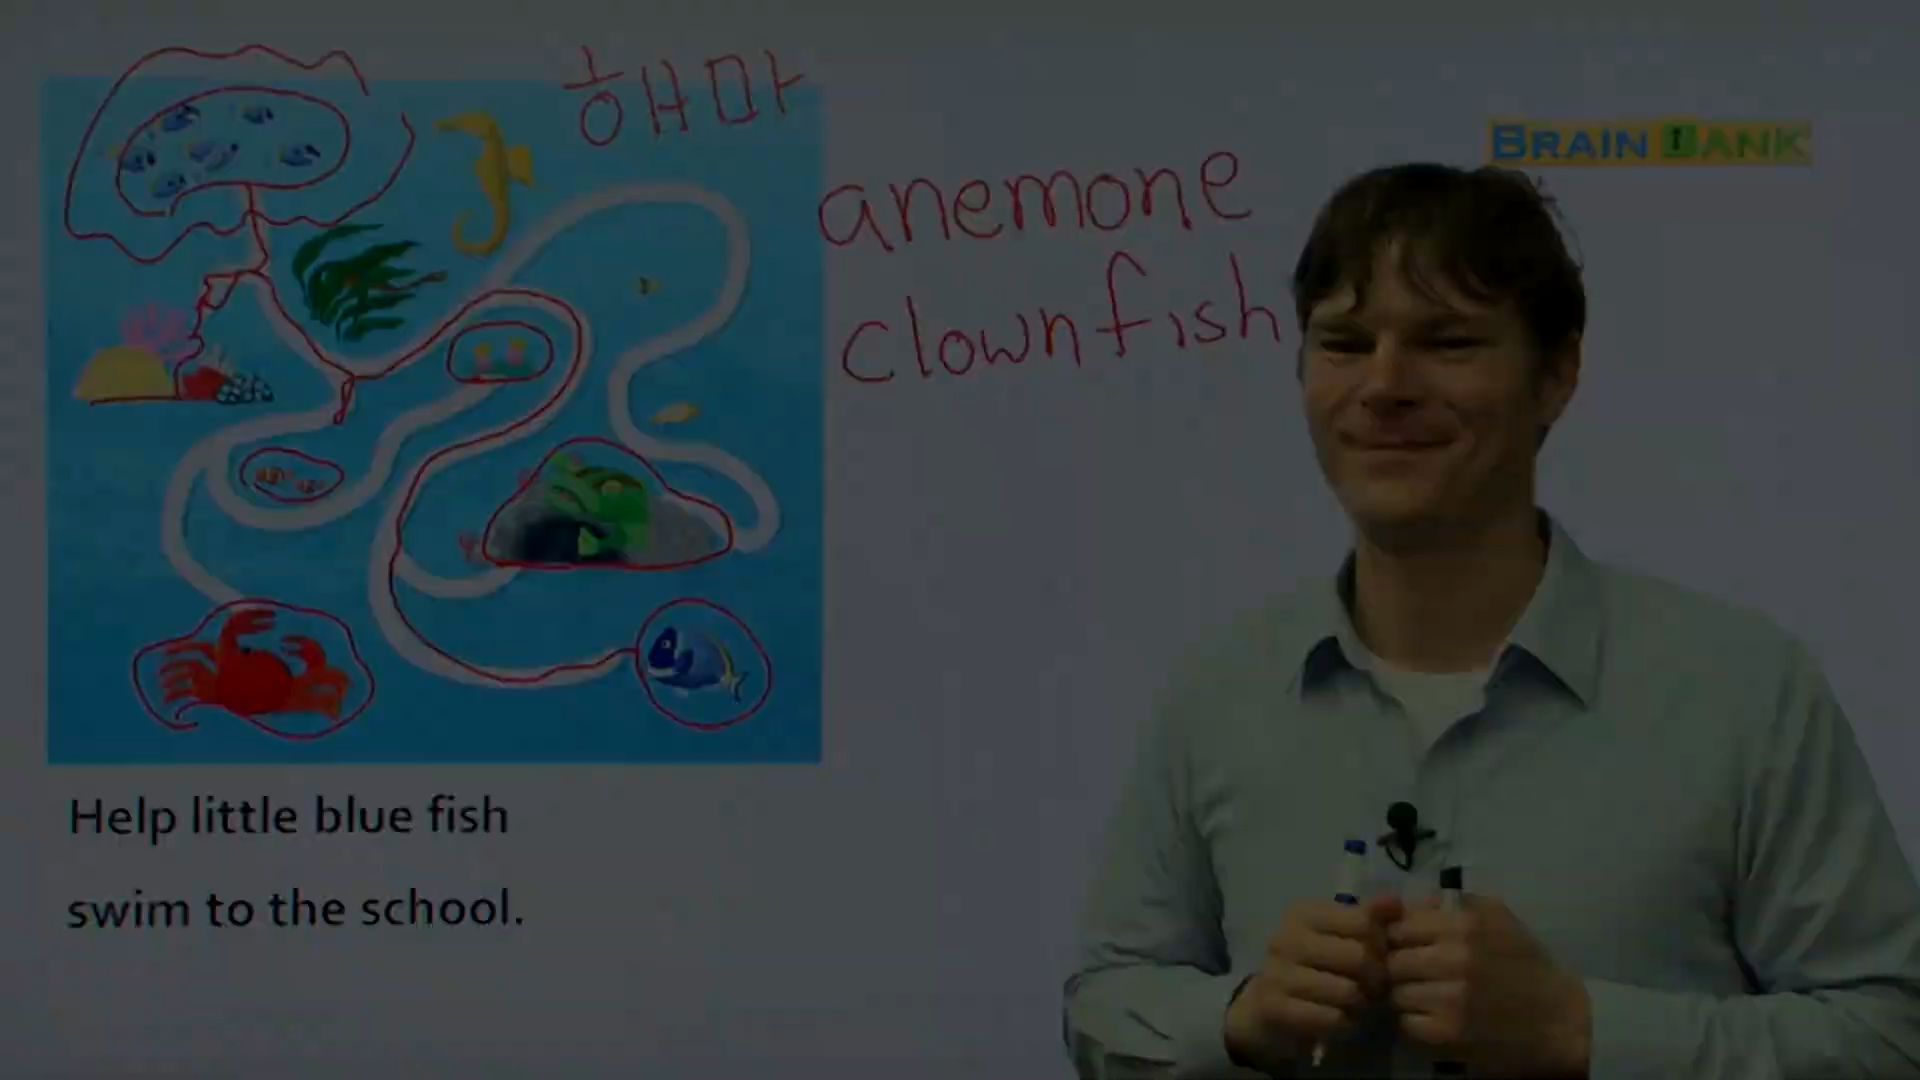 해마
BRAIN BANK
anemone
clownfish
Help little blue fish
swim to the school.